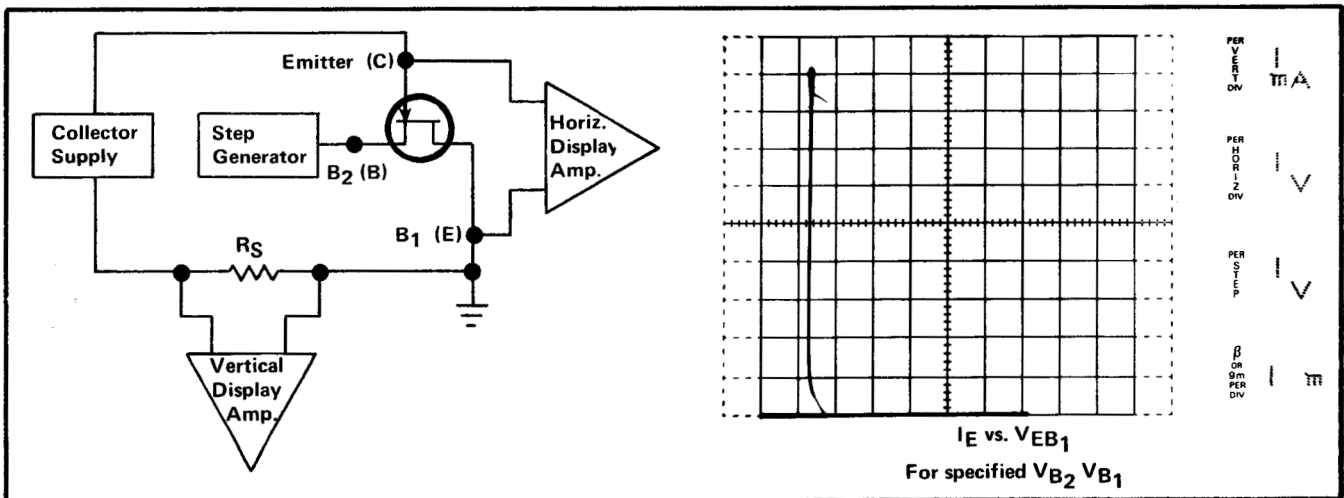 Emitter (C)
Collector
Supply
Step
Generator
B2 (B)
Horiz.
Display
Amp.
B1 (E)
RS
Vertical
Display
Amp.
PER
VERT
DIV
1
mA
PER
HORIZ
DIV
1
V
PER
STEP
1
V
β
OR
gm
PER
DIV
1 m
IE vs. VEB1
For specified VB2 VB1